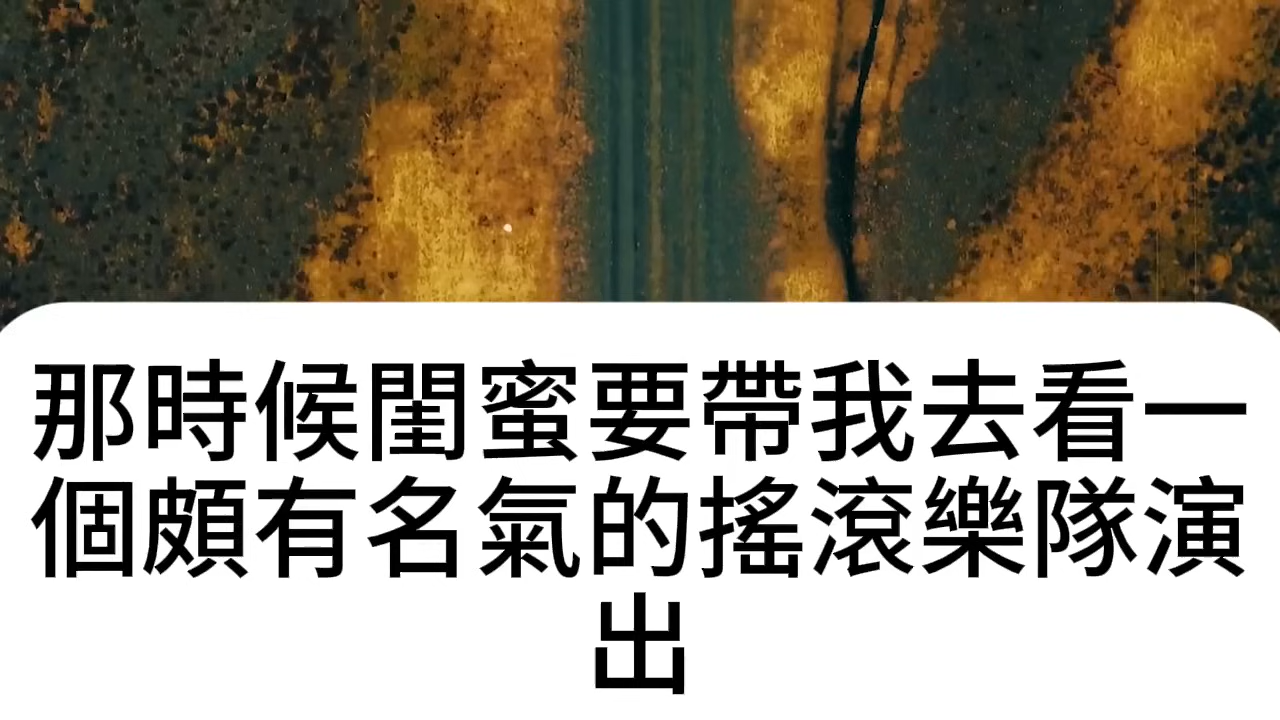 那時候閨蜜要帶我去看一
個頗有名氣的搖滾樂隊演
出